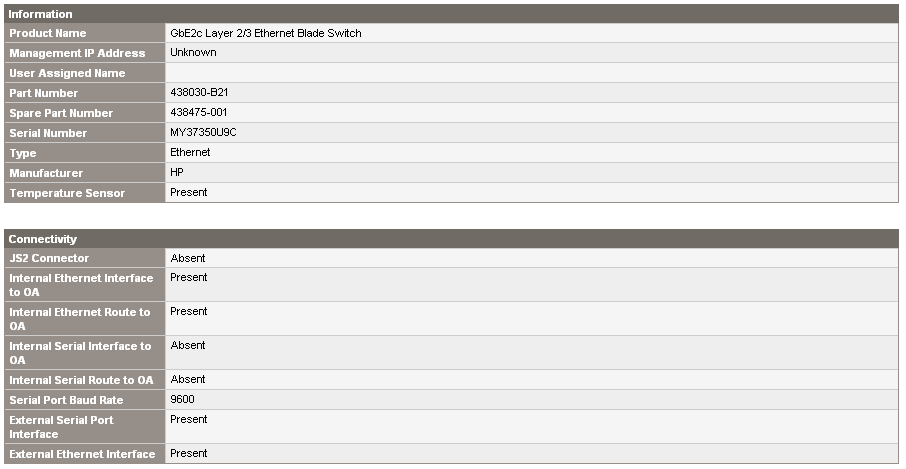 Information
Product Name GbE2c Layer 2/3 Ethernet Blade Switch
Management IP Address Unknown
User Assigned Name
Part Number 438030-B21
Spare Part Number 438475-001
Serial Number MY37350U9C
Type Ethernet
Manufacturer HP
Temperature Sensor Present
Connectivity
JS2 Connector Absent
Internal Ethernet Interface Present
to OA
Internal Ethernet Route to Present
OA
Internal Serial Interface to Absent
OA
Internal Serial Route to OA Absent
Serial Port Baud Rate 9600
External Serial Port Present
Interface
External Ethernet Interface Present